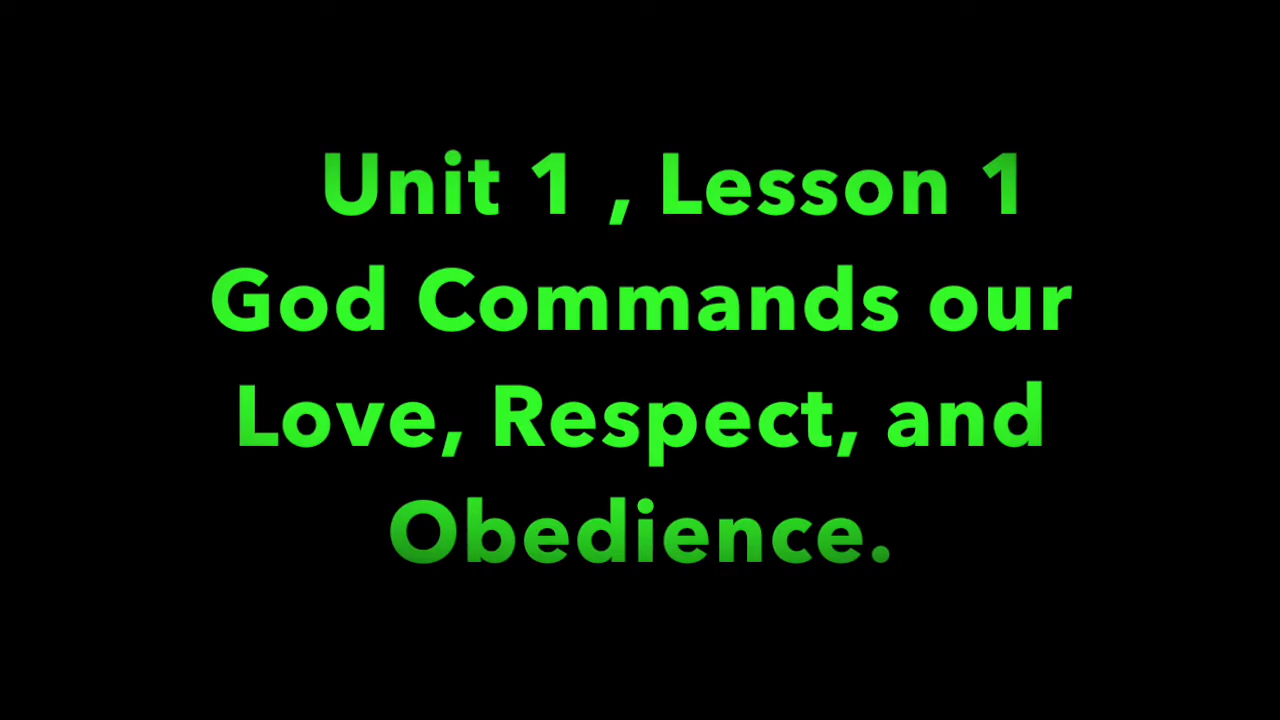 Unit 1 , Lesson 1
God Commands our
Love, Respect, and
Obedience.